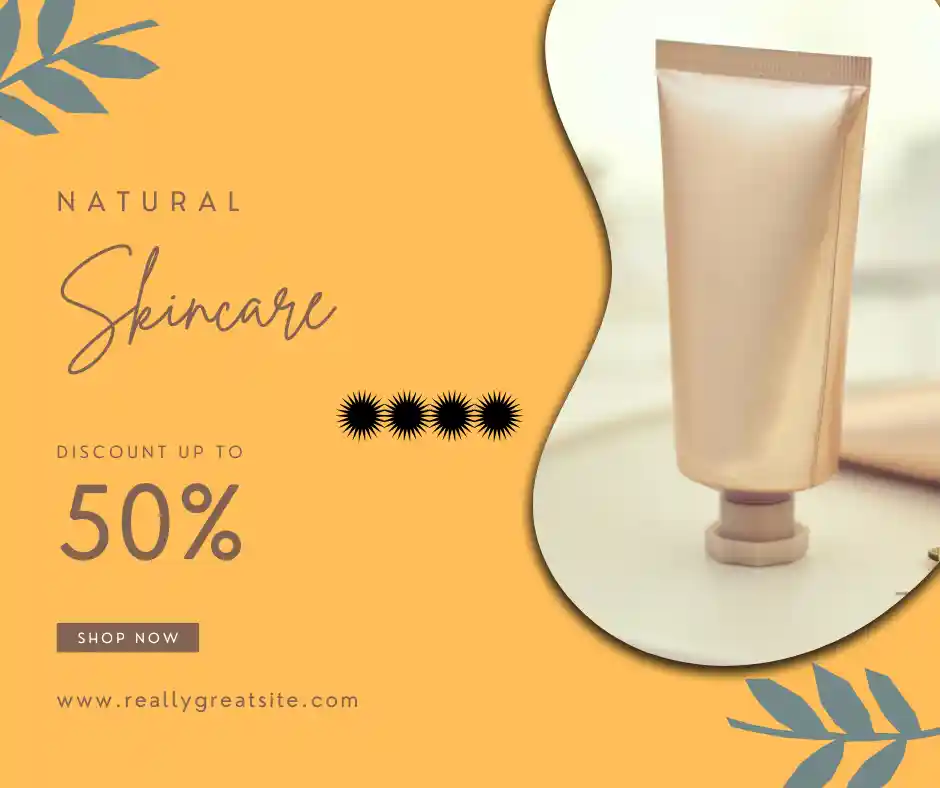 NATURAL
Skincare
DISCOUNT UP TO
50%
SHOP NOW
www.reallygreatsite.com